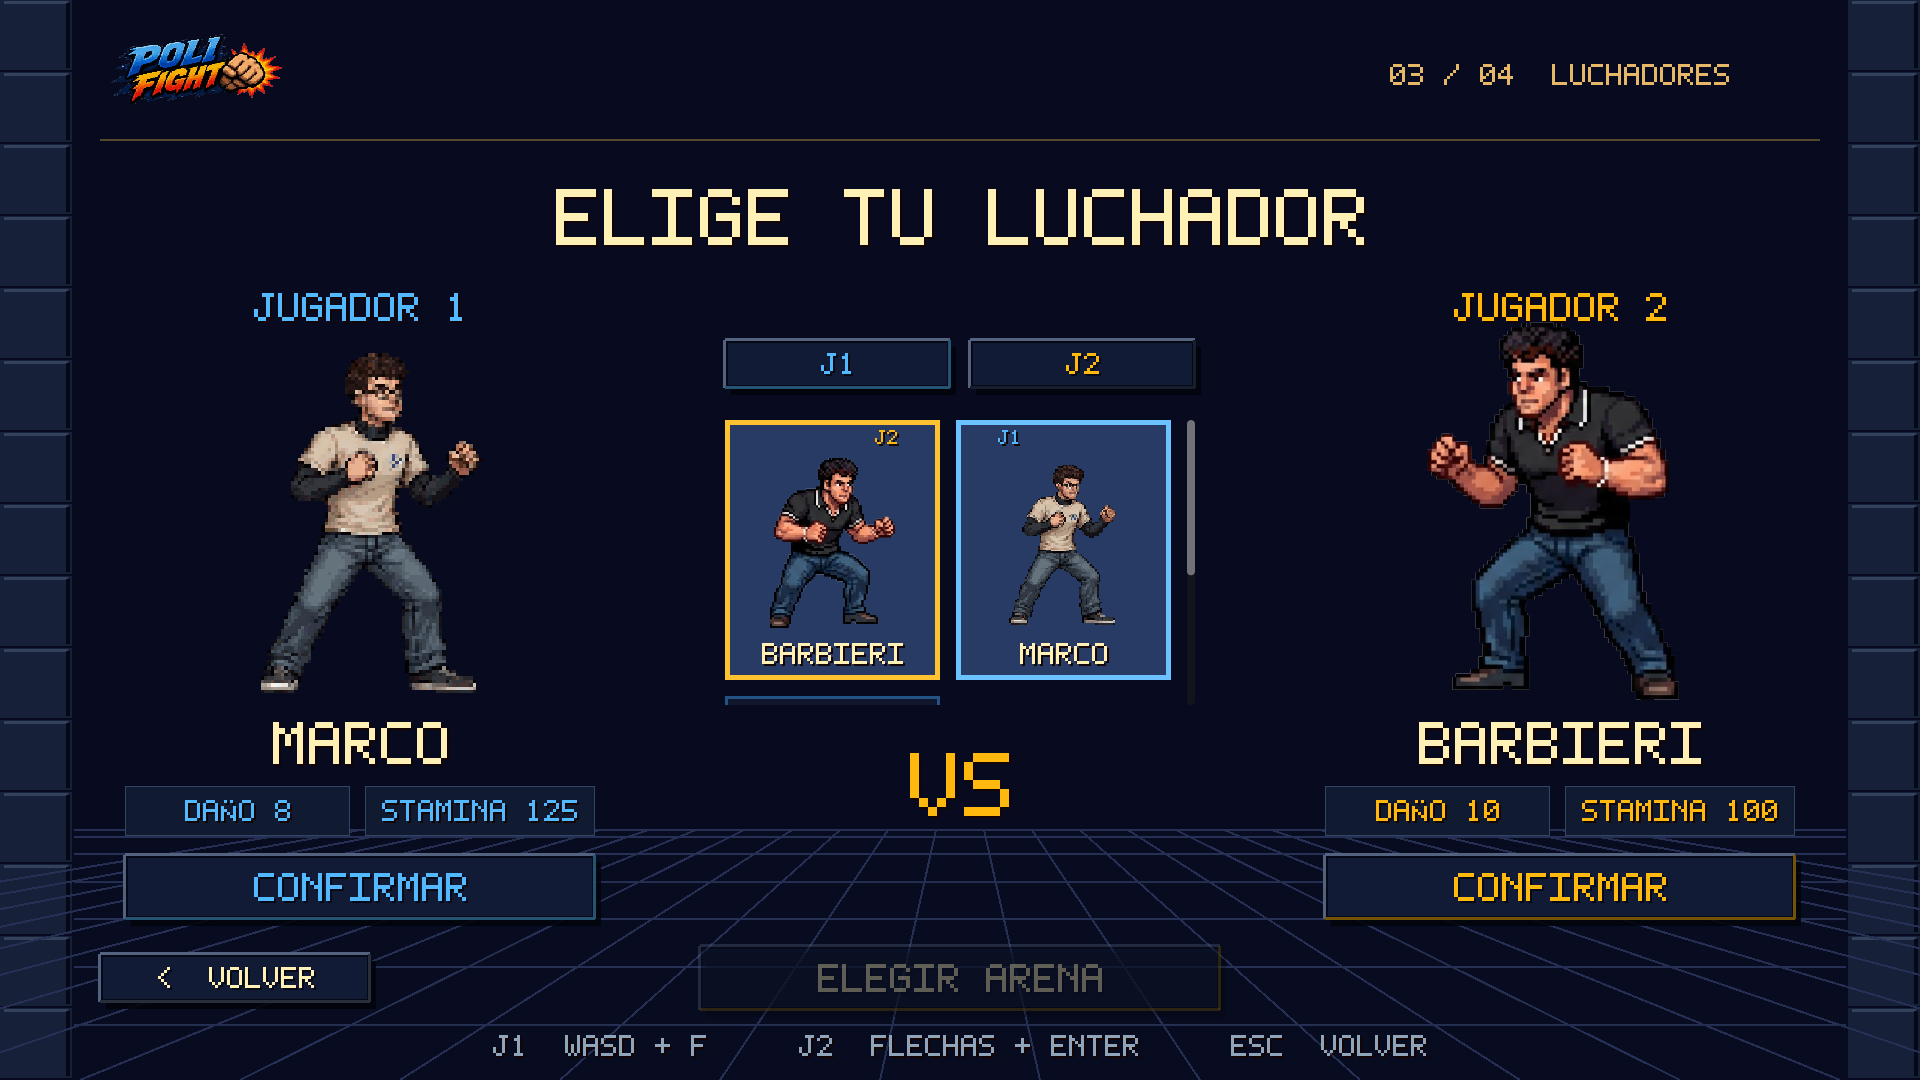 POLI
FIGHT
03 / 04 LUCHADORES
ELIGE TU LUCHADOR
JUGADOR 1
JUGADOR 2
J1
J2
J2
J1
BARBIERI
MARCO
MARCO
VS
BARBIERI
DAÑO 8
STAMINA 125
DAÑO 10
STAMINA 100
CONFIRMAR
CONFIRMAR
< VOLVER
ELEGIR ARENA
J1 WASD + F J2 FLECHAS + ENTER ESC VOLVER